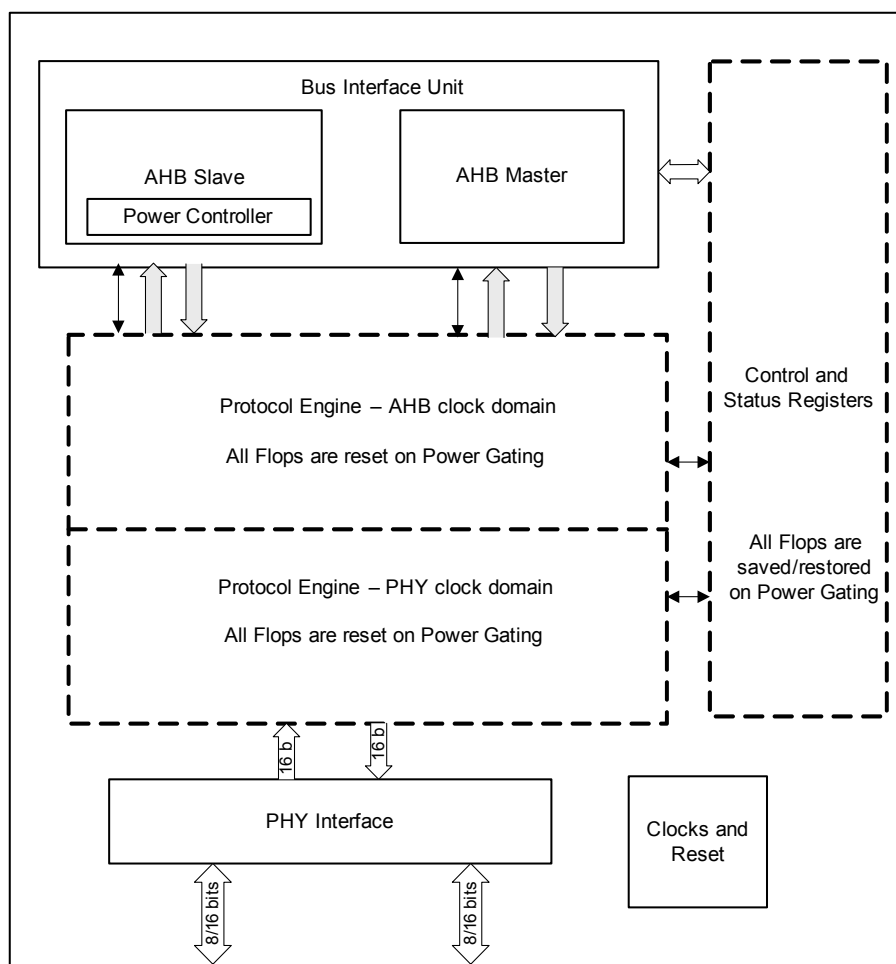 Bus Interface Unit
AHB Slave
Power Controller
AHB Master
Control and
Status Registers
All Flops are
saved/restored
on Power Gating
Protocol Engine – AHB clock domain
All Flops are reset on Power Gating
Protocol Engine – PHY clock domain
All Flops are reset on Power Gating
16 b
16 b
PHY Interface
Clocks and
Reset
8/16 bits
8/16 bits